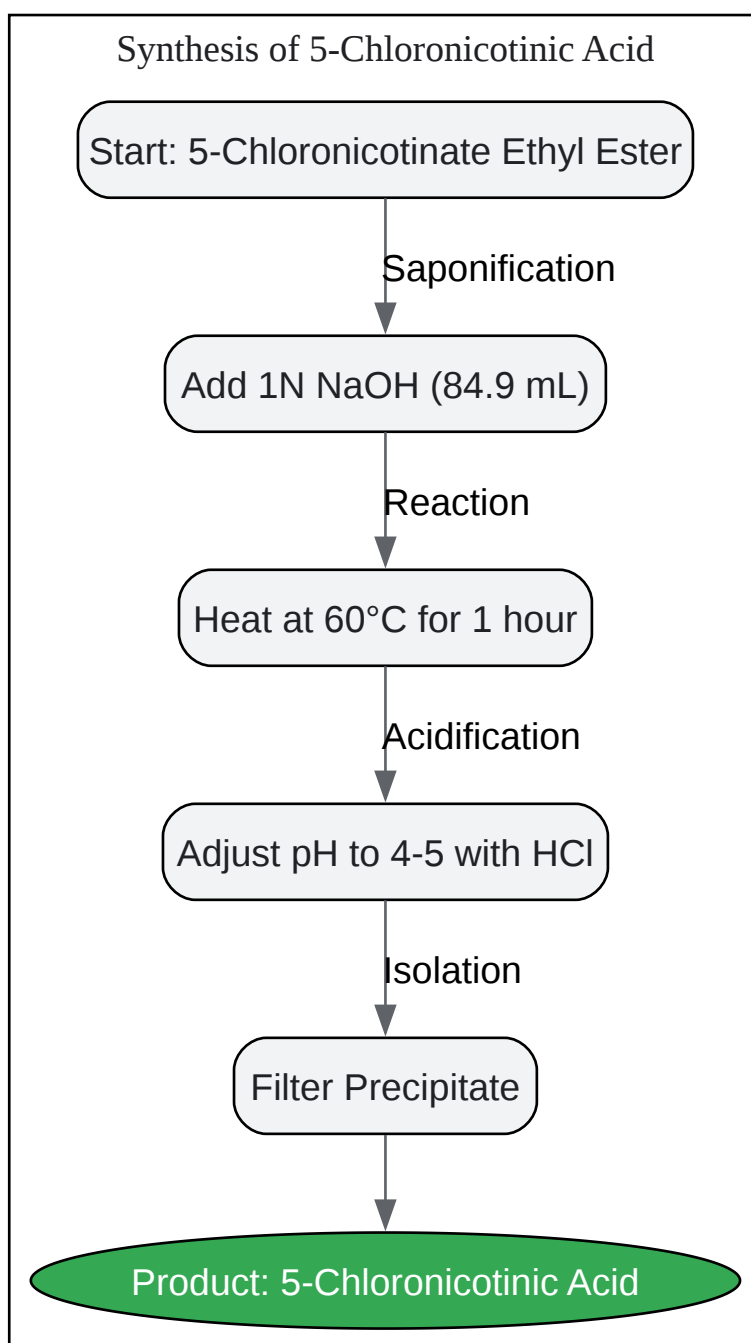 Synthesis of 5-Chloronicotinic Acid
Start: 5-Chloronicotinate Ethyl Ester
Saponification
Add 1N NaOH (84.9 mL)
Reaction
Heat at 60°C for 1 hour
Acidification
Adjust pH to 4-5 with HCl
Isolation
Filter Precipitate
Product: 5-Chloronicotinic Acid